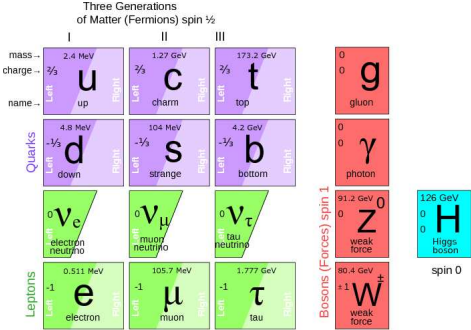 Three Generations
of Matter (Fermions) spin ½
I II III
mass→ 2.4 MeV 1.27 GeV 173.2 GeV 0
charge→ ⅔ ⅔ ⅔ 0
u c t g
Left Right Left Right Left Right
name→ up charm top gluon
Quarks
4.8 MeV 104 MeV 4.2 GeV 0
-⅓ -⅓ -⅓ 0
d s b γ
Left Right Left Right Left Right
down strange bottom photon
Bosons (Forces) spin 1
91.2 GeV 126 GeV
0 0 0 0 0
νe νμ ντ Z⁰ H
0
Left Left Left
electron neutrino muon neutrino tau neutrino weak force Higgs boson
spin 0
Leptons
0.511 MeV 105.7 MeV 1.777 GeV 80.4 GeV
-1 -1 -1 ±1
e μ τ W±
Left Right Left Right Left Right
electron muon tau weak force